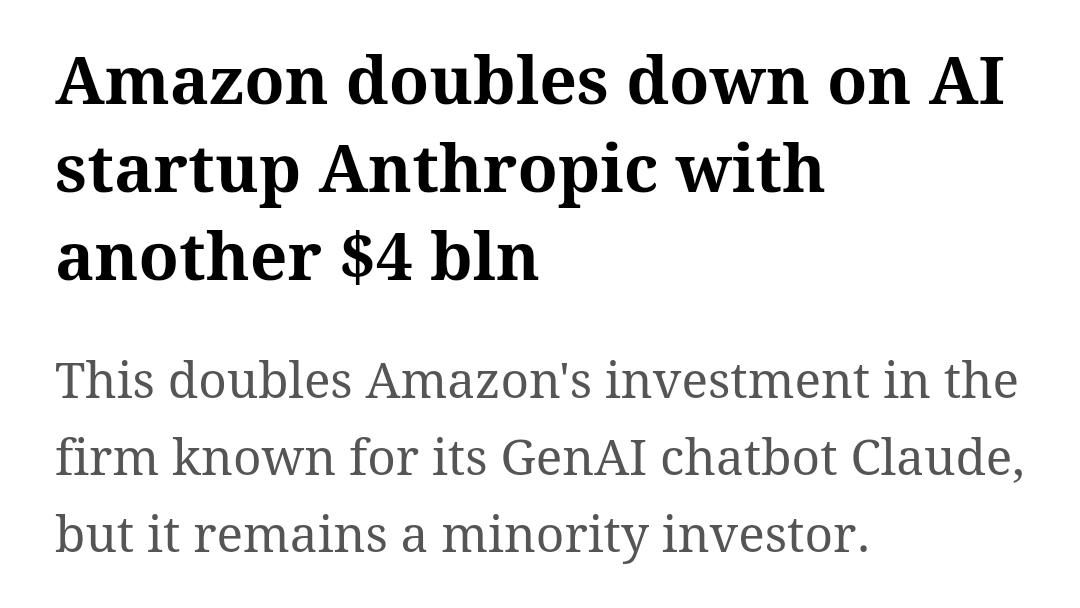 Amazon doubles down on AI
startup Anthropic with
another $4 bln
This doubles Amazon's investment in the
firm known for its GenAI chatbot Claude,
but it remains a minority investor.